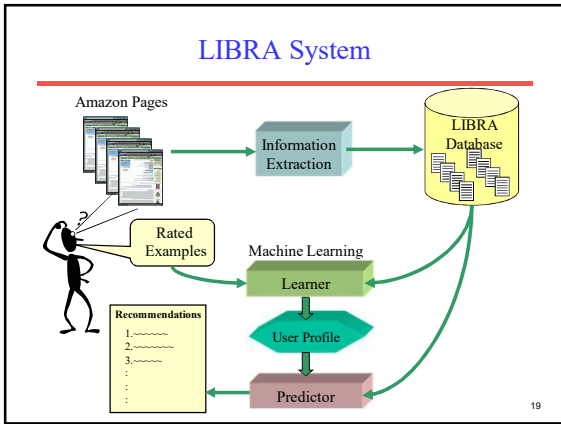 LIBRA System
Amazon Pages
Information
Extraction
LIBRA
Database
?
Rated
Examples
Machine Learning
Learner
Recommendations
1.~~~~~~
2.~~~~~~~
3.~~~~~
:
:
:
User Profile
Predictor
19